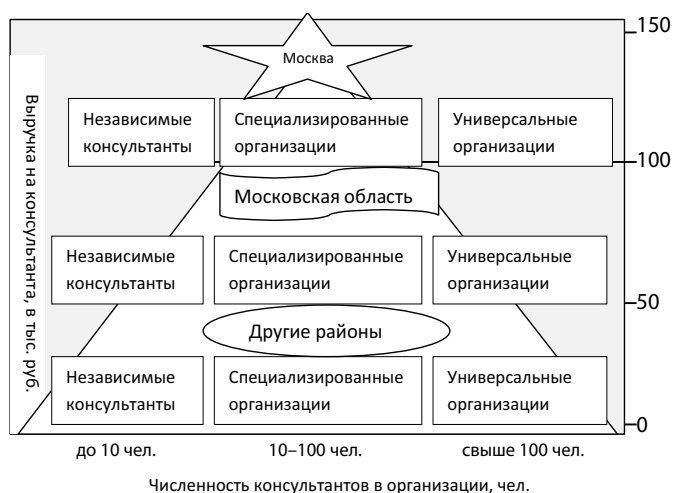 150
Москва
Выручка на консультанта, в тыс. руб.
Независимые
консультанты
Специализированные
организации
Универсальные
организации
100
Московская область
Независимые
консультанты
Специализированные
организации
Универсальные
организации
50
Другие районы
Независимые
консультанты
Специализированные
организации
Универсальные
организации
0
до 10 чел.
10–100 чел.
свыше 100 чел.
Численность консультантов в организации, чел.